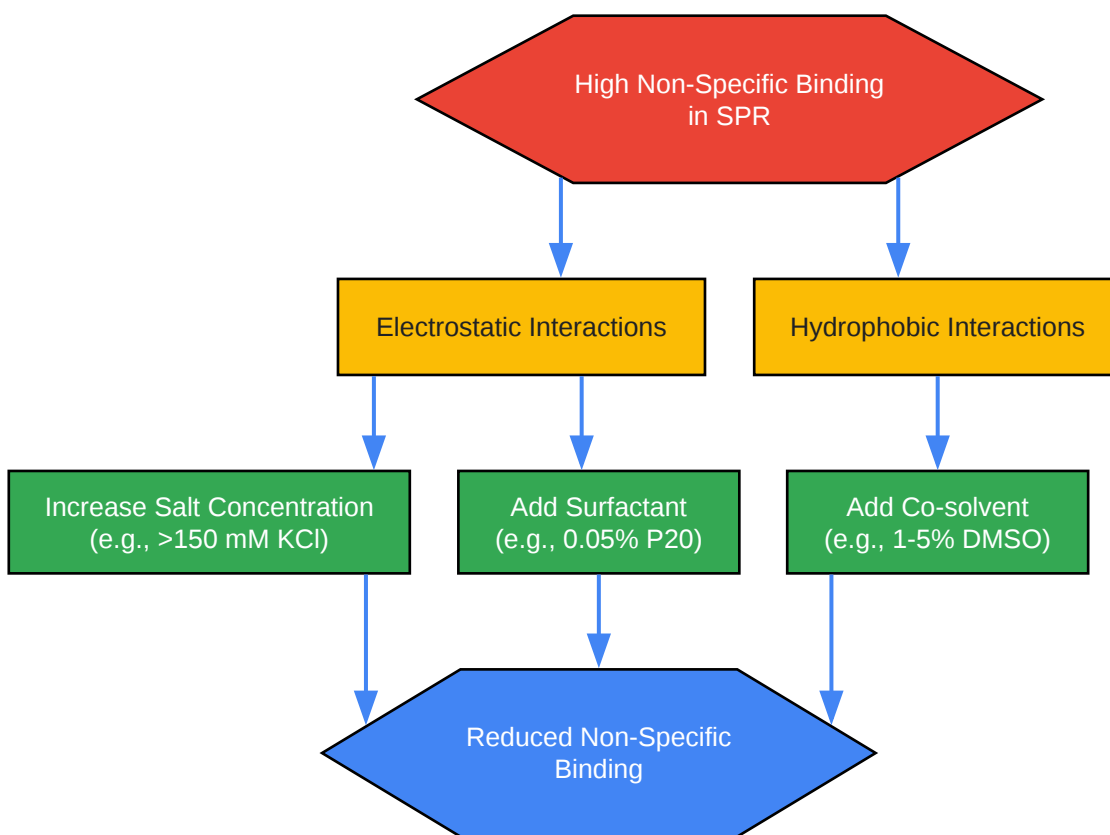 High Non-Specific Binding
in SPR
Electrostatic Interactions
Hydrophobic Interactions
Increase Salt Concentration
(e.g., >150 mM KCl)
Add Surfactant
(e.g., 0.05% P20)
Add Co-solvent
(e.g., 1-5% DMSO)
Reduced Non-Specific
Binding